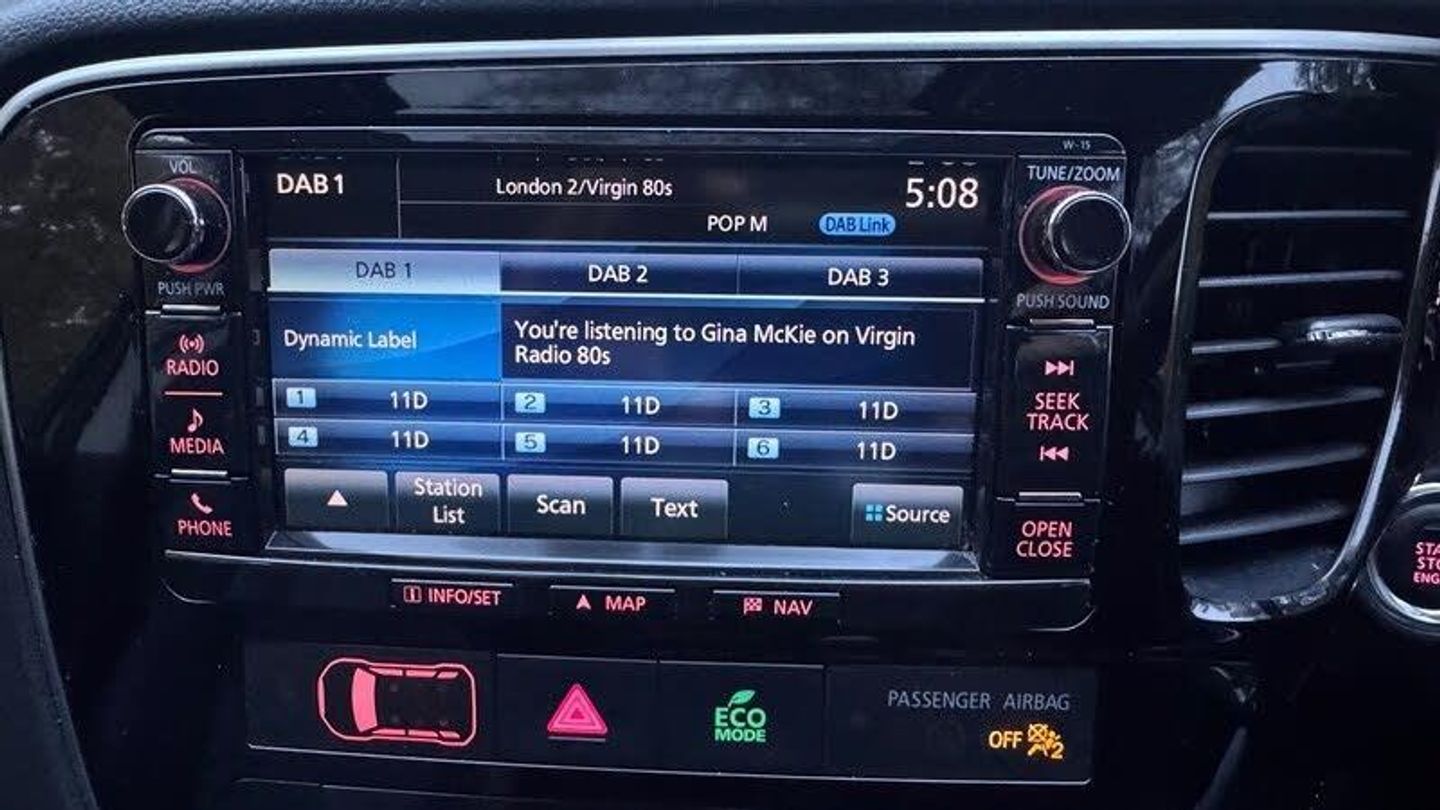 W-15
VOL
PUSH PWR
DAB1
London 2/Virgin 80s
5:08
POP M
DAB Link
TUNE/ZOOM
PUSH SOUND
DAB 1
DAB 2
DAB 3
Dynamic Label
You're listening to Gina McKie on Virgin
Radio 80s
1 11D
2 11D
3 11D
4 11D
5 11D
6 11D
Station
List
Scan
Text
Source
RADIO
MEDIA
PHONE
SEEK
TRACK
OPEN
CLOSE
INFO/SET
MAP
NAV
ECO
MODE
PASSENGER AIRBAG
OFF
2